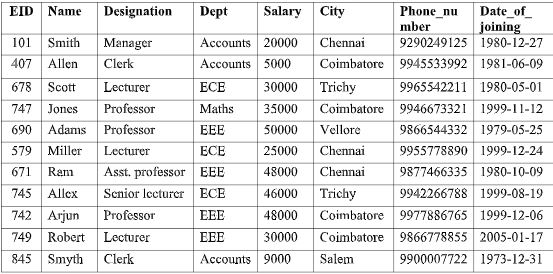 EID Name Designation Dept Salary City Phone_nu Date_of_
mber joining
101 Smith Manager Accounts 20000 Chennai 9290249125 1980-12-27
407 Allen Clerk Accounts 5000 Coimbatore 9945533992 1981-06-09
678 Scott Lecturer ECE 30000 Trichy 9965542211 1980-05-01
747 Jones Professor Maths 35000 Coimbatore 9946673321 1999-11-12
690 Adams Professor EEE 50000 Vellore 9866544332 1979-05-25
579 Miller Lecturer ECE 25000 Chennai 9955778890 1999-12-24
671 Ram Asst. professor EEE 48000 Chennai 9877466335 1980-10-09
745 Allex Senior lecturer ECE 46000 Trichy 9942266788 1999-08-19
742 Arjun Professor EEE 48000 Coimbatore 9977886765 1999-12-06
749 Robert Lecturer EEE 30000 Coimbatore 9866778855 2005-01-17
845 Smyth Clerk Accounts 9000 Salem 9900007722 1973-12-31